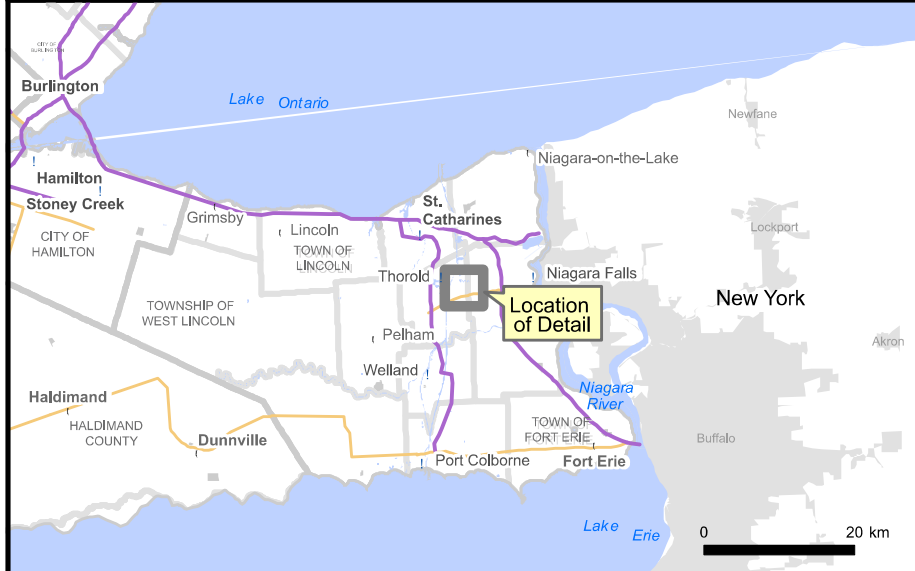 CITY OF
BURLINGTON
Burlington
Lake Ontario
Newfane
Niagara-on-the-Lake
Hamilton
Stoney Creek
St.
Catharines
Grimsby
Lincoln
Lockport
CITY OF
HAMILTON
TOWN OF
LINCOLN
Thorold
Niagara Falls
New York
TOWNSHIP OF
WEST LINCOLN
Location
of Detail
Pelham
Akron
Welland
Niagara
River
Haldimand
HALDIMAND
COUNTY
Dunnville
TOWN OF
FORT ERIE
Buffalo
Port Colborne
Fort Erie
Lake Erie
0 20 km